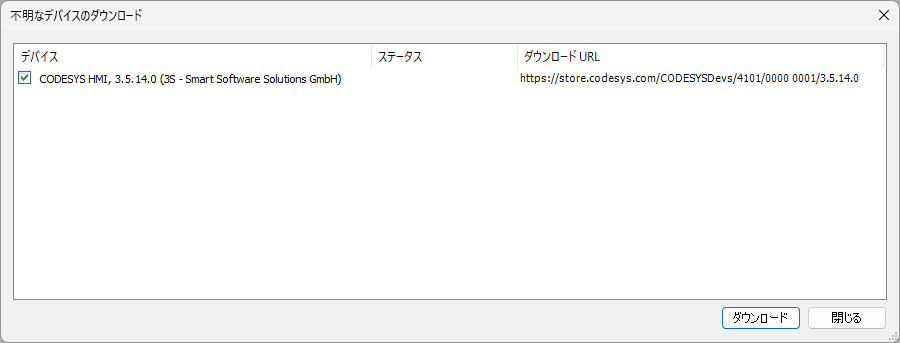 不明なデバイスのダウンロード
デバイス ステータス ダウンロード URL
CODESYS HMI, 3.5.14.0 (3S - Smart Software Solutions GmbH) https://store.codesys.com/CODESYSDevs/4101/0000 0001/3.5.14.0
ダウンロード 閉じる